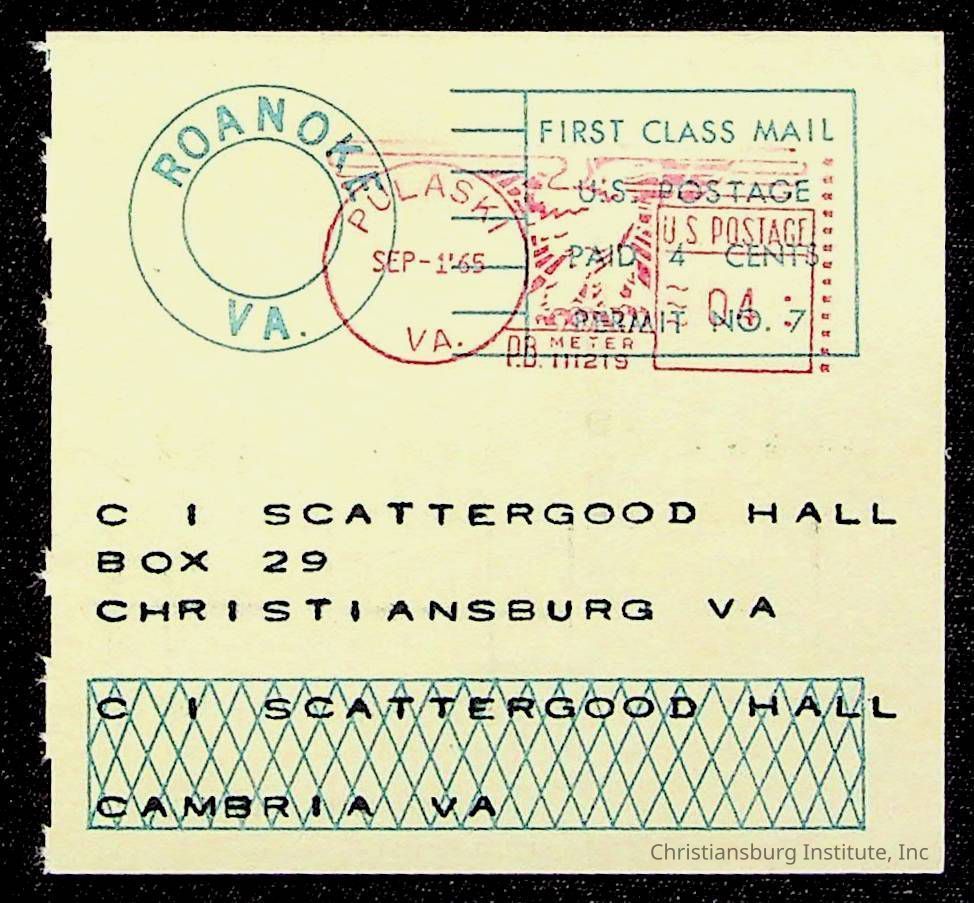 ROANOKE
VA.
FIRST CLASS MAIL
U.S. POSTAGE
PAID 4 CENTS
PERMIT NO. 7
PULASKI
SEP-1'65
VA.
U.S. POSTAGE
04
P.B. METER
111219
C I SCATTERGOOD HALL
BOX 29
CHRISTIANSBURG VA
C I SCATTERGOOD HALL
CAMBRIA VA
Christiansburg Institute, Inc